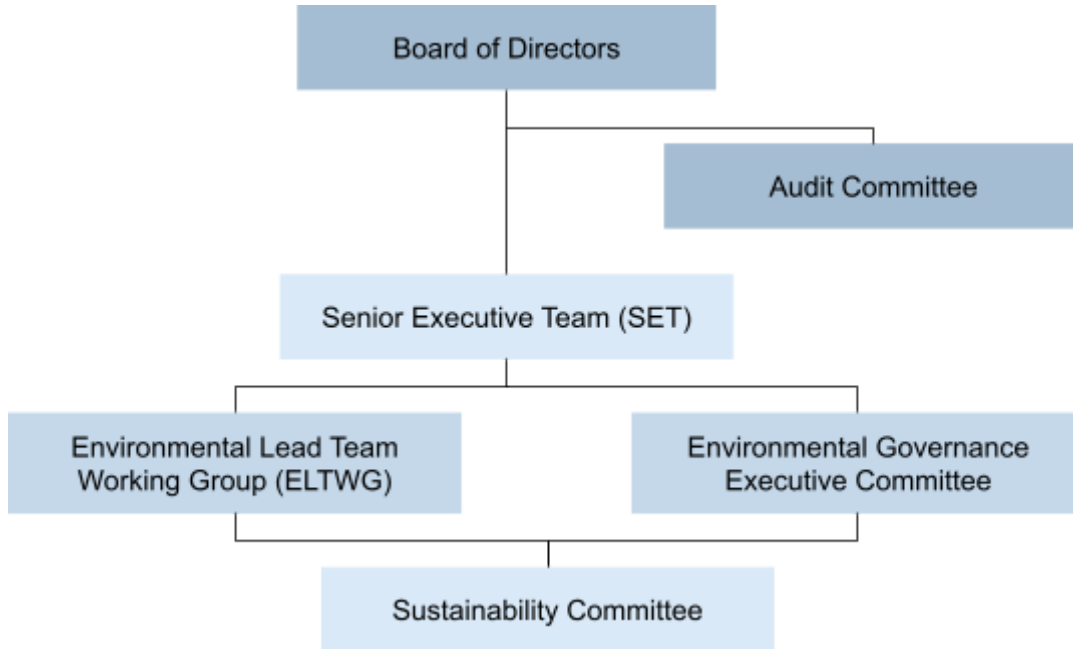 Board of Directors
Audit Committee
Senior Executive Team (SET)
Environmental Lead Team
Working Group (ELTWG)
Environmental Governance
Executive Committee
Sustainability Committee